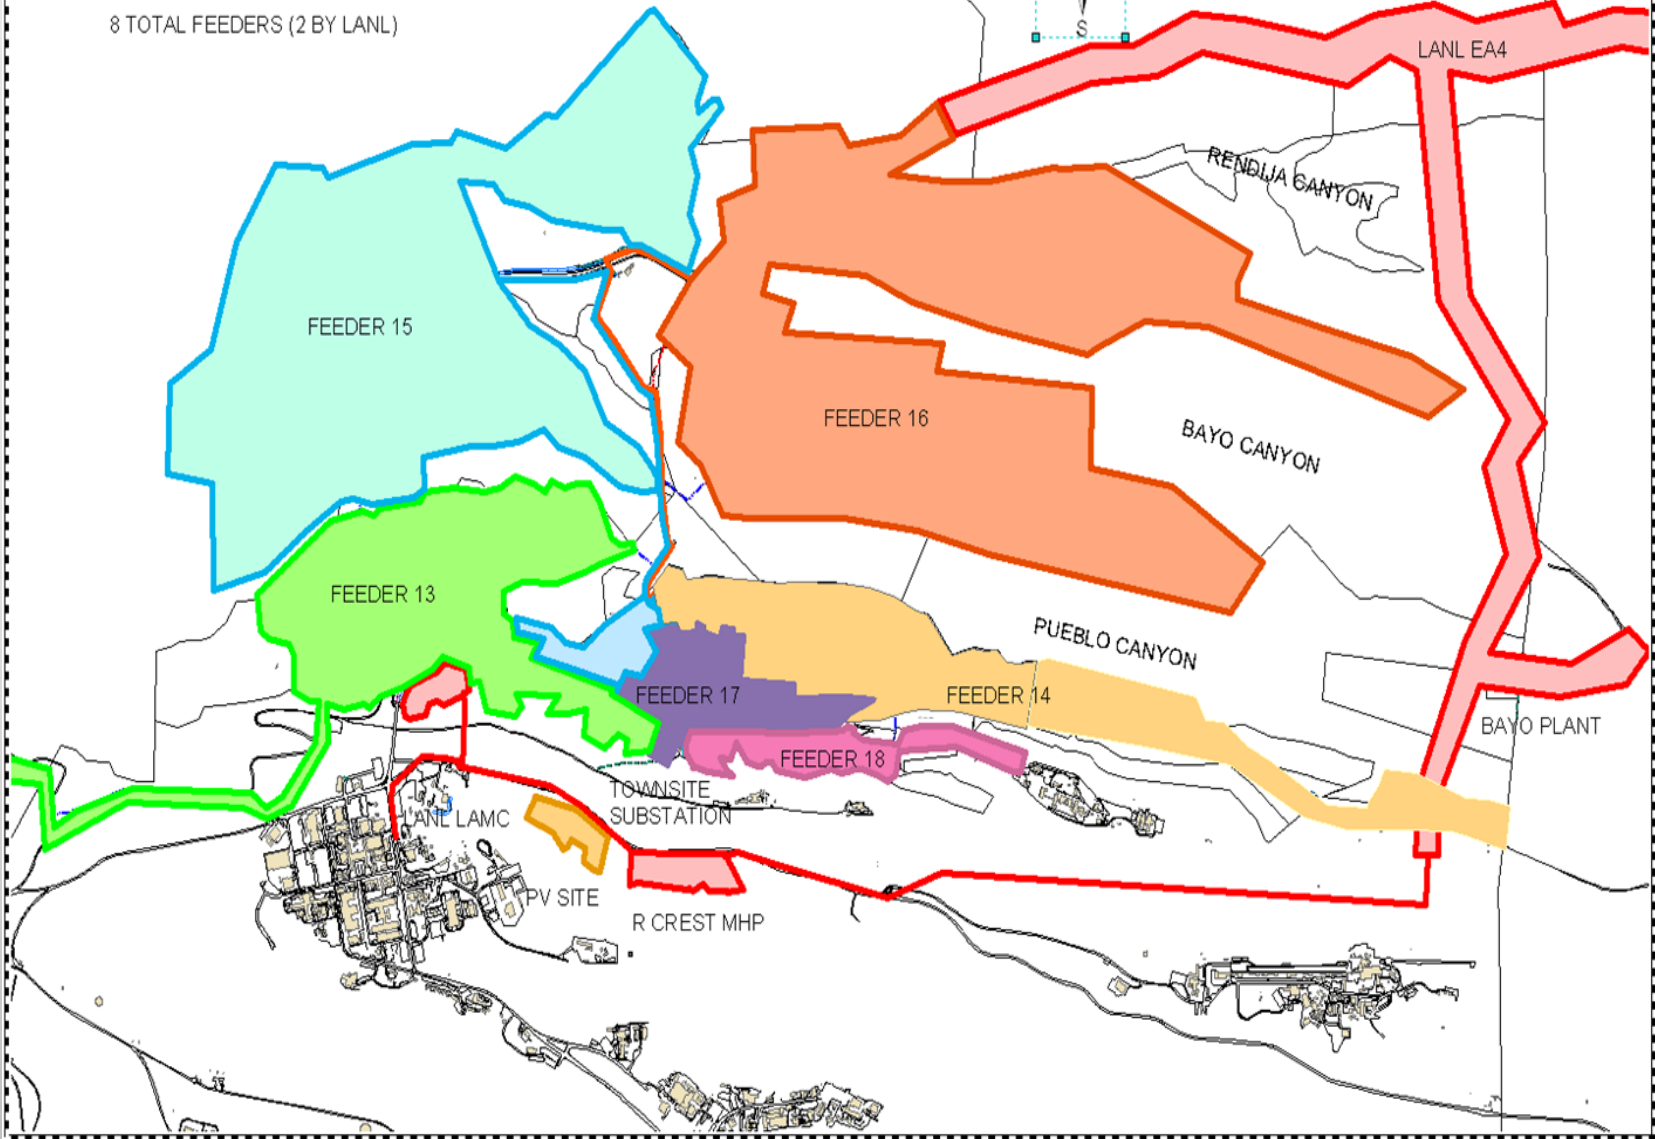 8 TOTAL FEEDERS (2 BY LANL)
S
LANL EA4
RENDIJA CANYON
FEEDER 15
FEEDER 16
BAYO CANYON
FEEDER 13
PUEBLO CANYON
FEEDER 17
FEEDER 14
BAYO PLANT
FEEDER 18
TOWNSITE
SUBSTATION
LANL LAMC
PV SITE
R CREST MHP